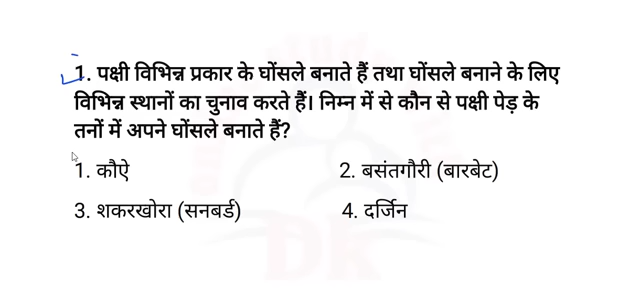 1. पक्षी विभिन्न प्रकार के घोंसले बनाते हैं तथा घोंसले बनाने के लिए
विभिन्न स्थानों का चुनाव करते हैं। निम्न में से कौन से पक्षी पेड़ के
तनों में अपने घोंसले बनाते हैं?
1. कौऐ 2. बसंतगौरी (बारबेट)
3. शकरखोरा (सनबर्ड) 4. दर्जिन
DK